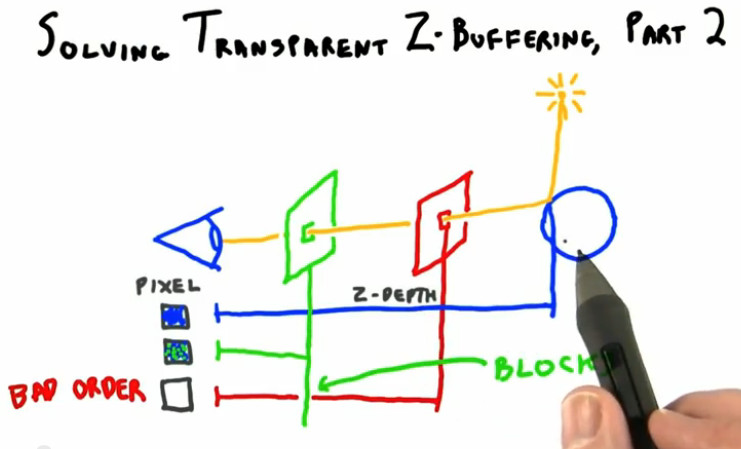 SOLVING TRANSPARENT Z-BUFFERING, PART 2
PIXEL
Z-DEPTH
BLOCK
BAD ORDER